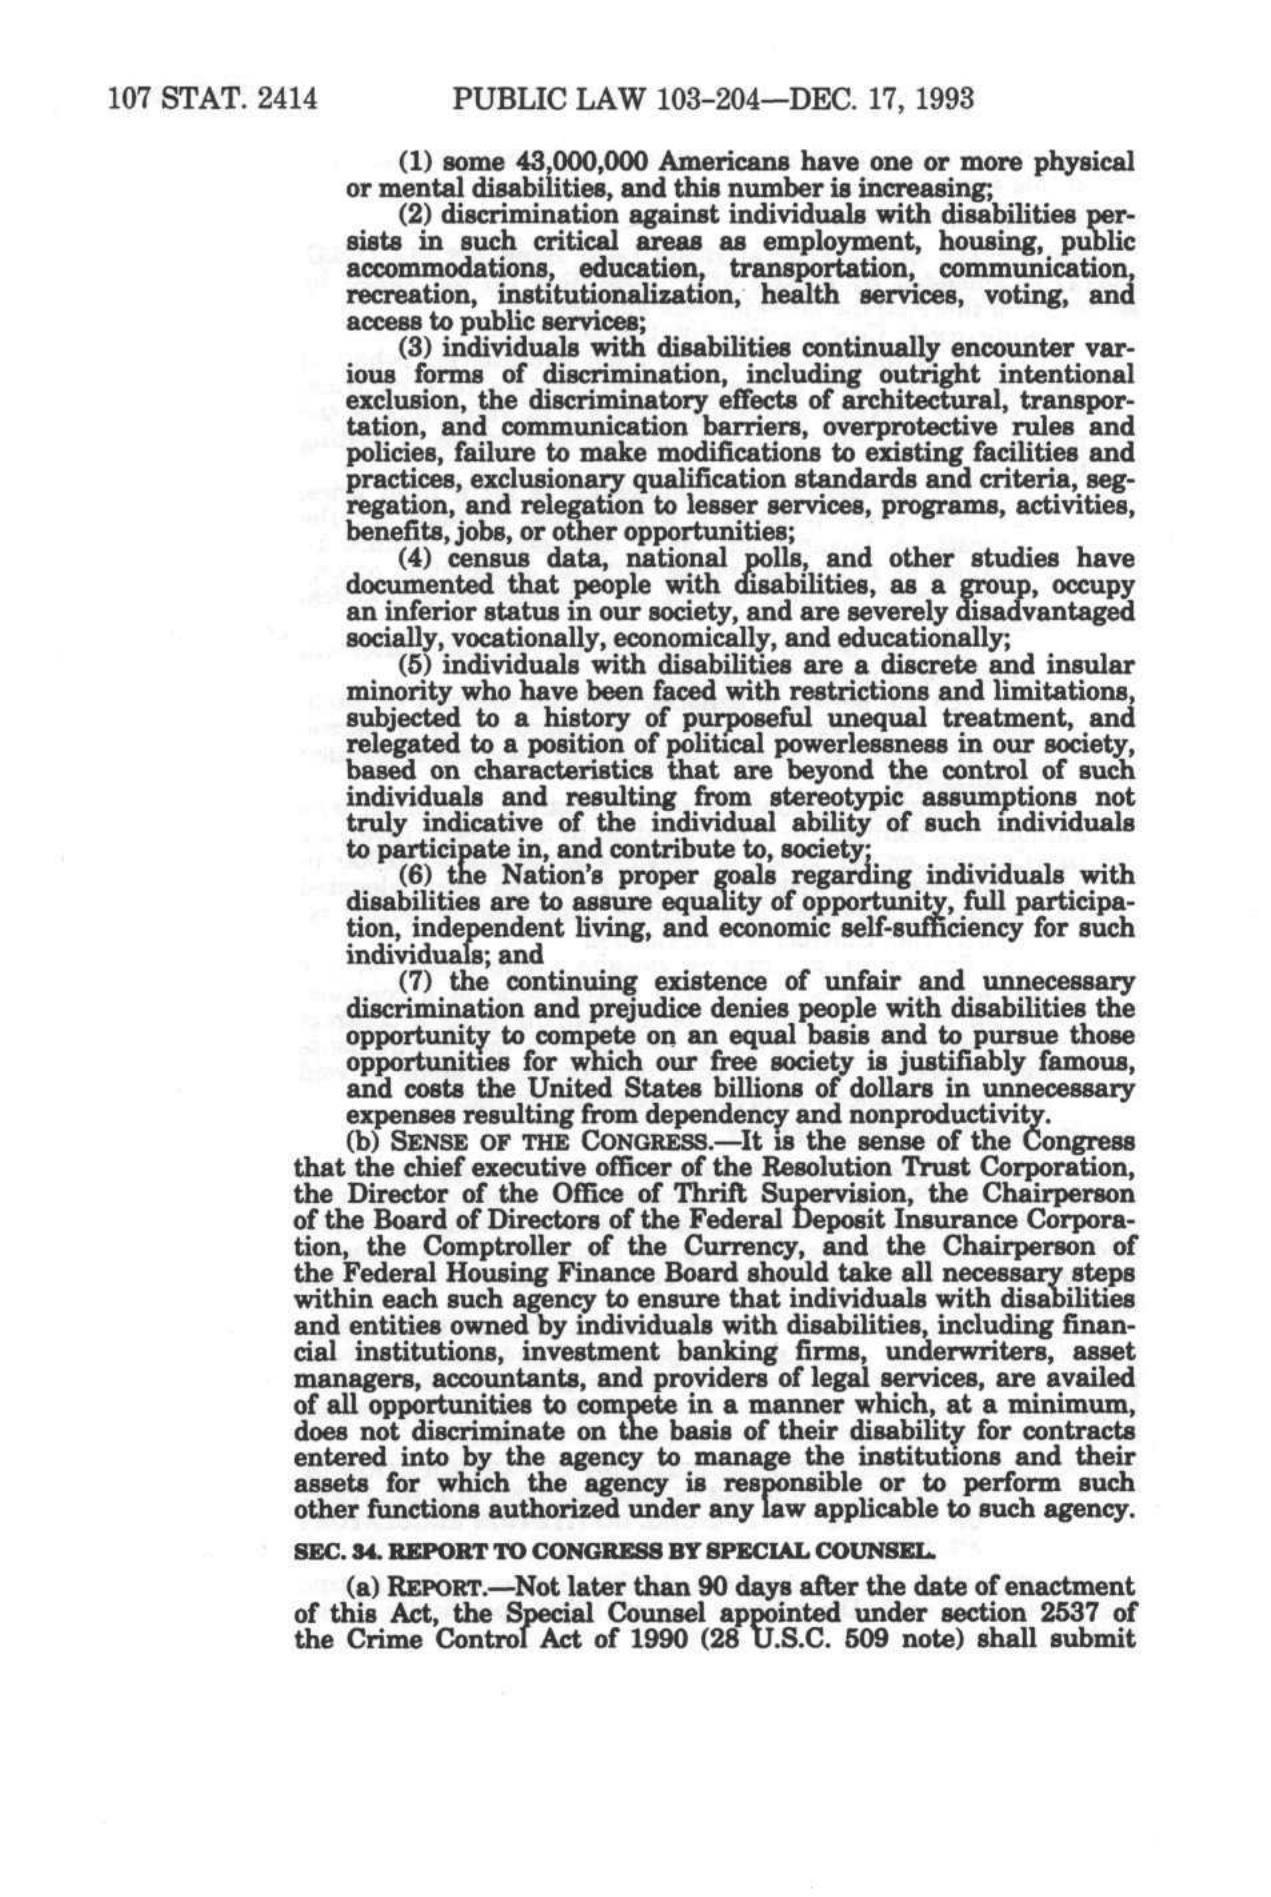 107 STAT. 2414 PUBLIC LAW 103-204—DEC. 17, 1993
(1) some 43,000,000 Americans have one or more physical
or mental disabilities, and this number is increasing;
(2) discrimination against individuals with disabilities per-
sists in such critical areas as employment, housing, public
accommodations, education, transportation, communication,
recreation, institutionalization, health services, voting, and
access to public services;
(3) individuals with disabilities continually encounter var-
ious forms of discrimination, including outright intentional
exclusion, the discriminatory effects of architectural, transpor-
tation, and communication barriers, overprotective rules and
policies, failure to make modifications to existing facilities and
practices, exclusionary qualification standards and criteria, seg-
regation, and relegation to lesser services, programs, activities,
benefits, jobs, or other opportunities;
(4) census data, national polls, and other studies have
documented that people with disabilities, as a group, occupy
an inferior status in our society, and are severely disadvantaged
socially, vocationally, economically, and educationally;
(5) individuals with disabilities are a discrete and insular
minority who have been faced with restrictions and limitations,
subjected to a history of purposeful unequal treatment, and
relegated to a position of political powerlessness in our society,
based on characteristics that are beyond the control of such
individuals and resulting from stereotypic assumptions not
truly indicative of the individual ability of such individuals
to participate in, and contribute to, society;
(6) the Nation's proper goals regarding individuals with
disabilities are to assure equality of opportunity, full participa-
tion, independent living, and economic self-sufficiency for such
individuals; and
(7) the continuing existence of unfair and unnecessary
discrimination and prejudice denies people with disabilities the
opportunity to compete on an equal basis and to pursue those
opportunities for which our free society is justifiably famous,
and costs the United States billions of dollars in unnecessary
expenses resulting from dependency and nonproductivity.
(b) SENSE OF THE CONGRESS.—It is the sense of the Congress
that the chief executive officer of the Resolution Trust Corporation,
the Director of the Office of Thrift Supervision, the Chairperson
of the Board of Directors of the Federal Deposit Insurance Corpora-
tion, the Comptroller of the Currency, and the Chairperson of
the Federal Housing Finance Board should take all necessary steps
within each such agency to ensure that individuals with disabilities
and entities owned by individuals with disabilities, including finan-
cial institutions, investment banking firms, underwriters, asset
managers, accountants, and providers of legal services, are availed
of all opportunities to compete in a manner which, at a minimum,
does not discriminate on the basis of their disability for contracts
entered into by the agency to manage the institutions and their
assets for which the agency is responsible or to perform such
other functions authorized under any law applicable to such agency.
SEC. 34. REPORT TO CONGRESS BY SPECIAL COUNSEL.
(a) REPORT.—Not later than 90 days after the date of enactment
of this Act, the Special Counsel appointed under section 2537 of
the Crime Control Act of 1990 (28 U.S.C. 509 note) shall submit